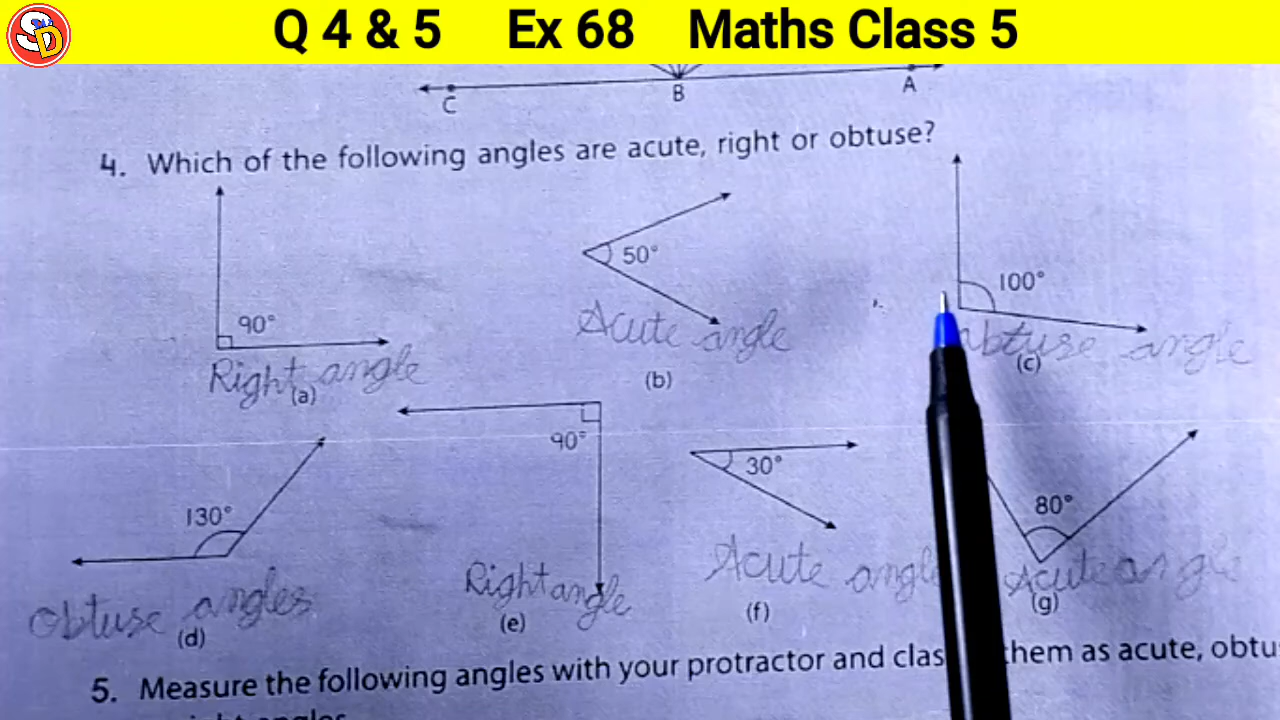 SD
Q 4 & 5 Ex 68 Maths Class 5
C B A
4. Which of the following angles are acute, right or obtuse?
90°
Right angle
(a)
50°
Acute angle
(b)
100°
obtuse angle
(c)
130°
Obtuse angles
(d)
90°
Right angle
(e)
30°
Acute angle
(f)
80°
Acute angle
(g)
5. Measure the following angles with your protractor and clas them as acute, obtu